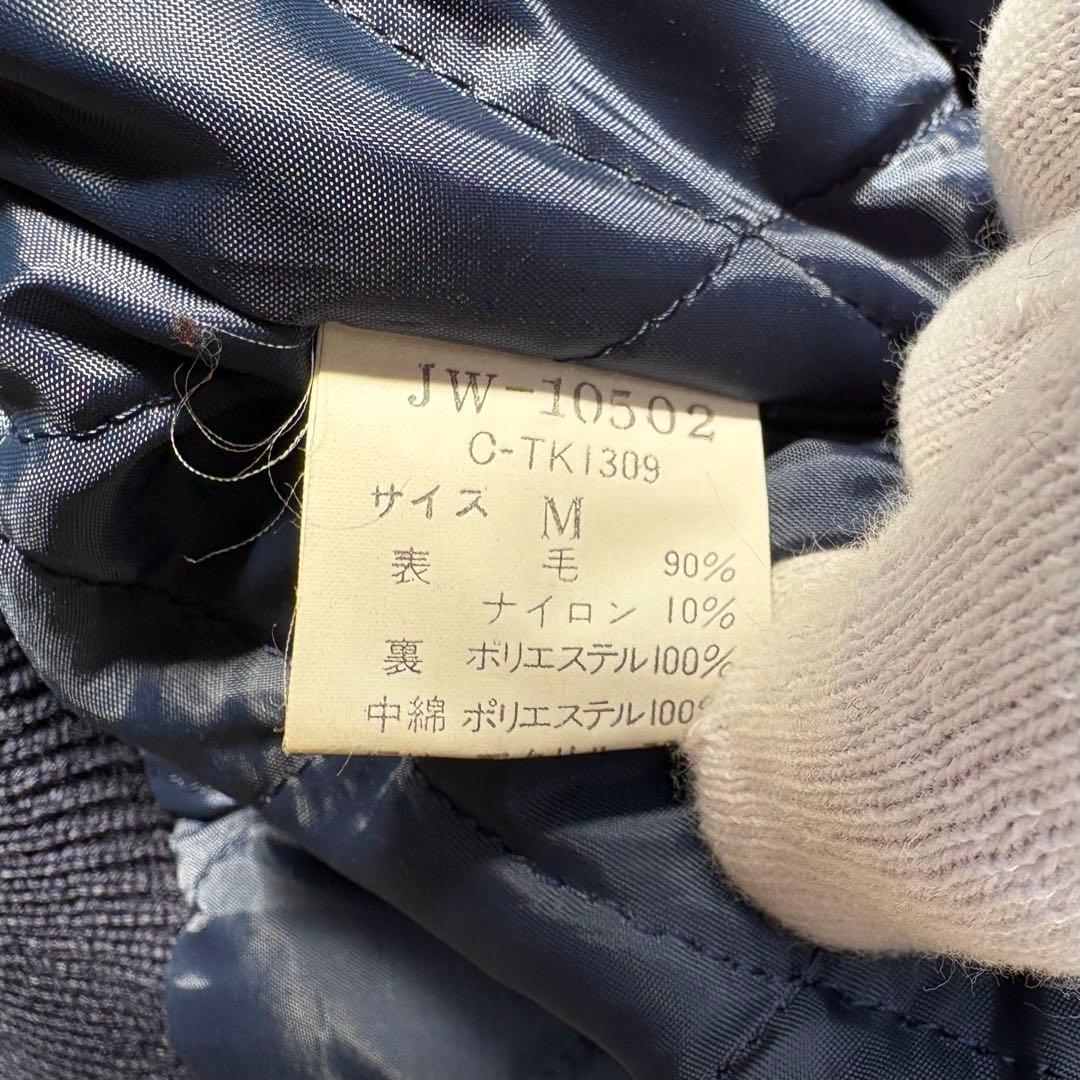 JW-10502
C-TK1309
サイズ M
表 毛 90%
ナイロン 10%
裏 ポリエステル100%
中綿 ポリエステル100%